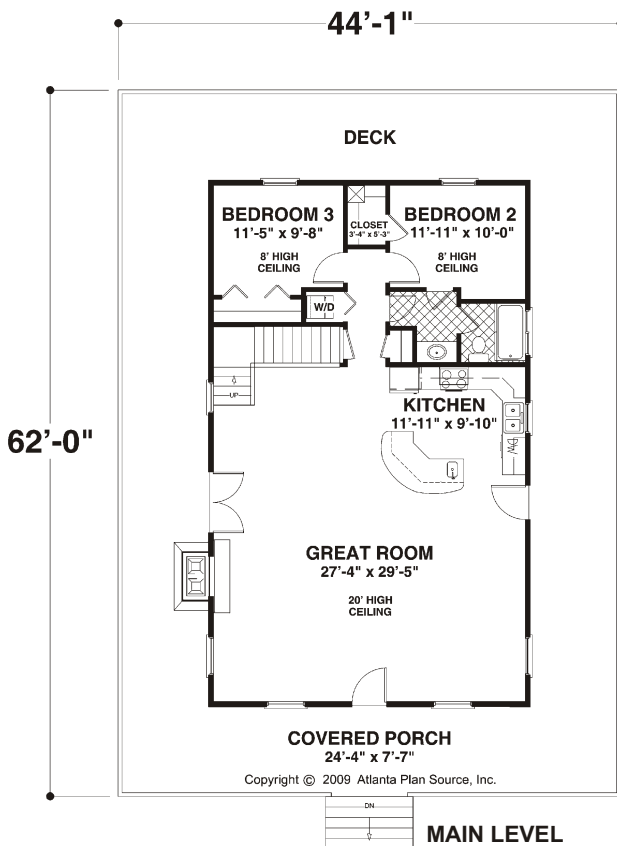 44'-1"
DECK
BEDROOM 3
11'-5" x 9'-8"
8' HIGH
CEILING
CLOSET
3'-4" x 5'-3"
BEDROOM 2
11'-11" x 10'-0"
8' HIGH
CEILING
W/D
UP
KITCHEN
11'-11" x 9'-10"
D/W
62'-0"
GREAT ROOM
27'-4" x 29'-5"
20' HIGH
CEILING
COVERED PORCH
24'-4" x 7'-7"
Copyright © 2009 Atlanta Plan Source, Inc.
DN
MAIN LEVEL